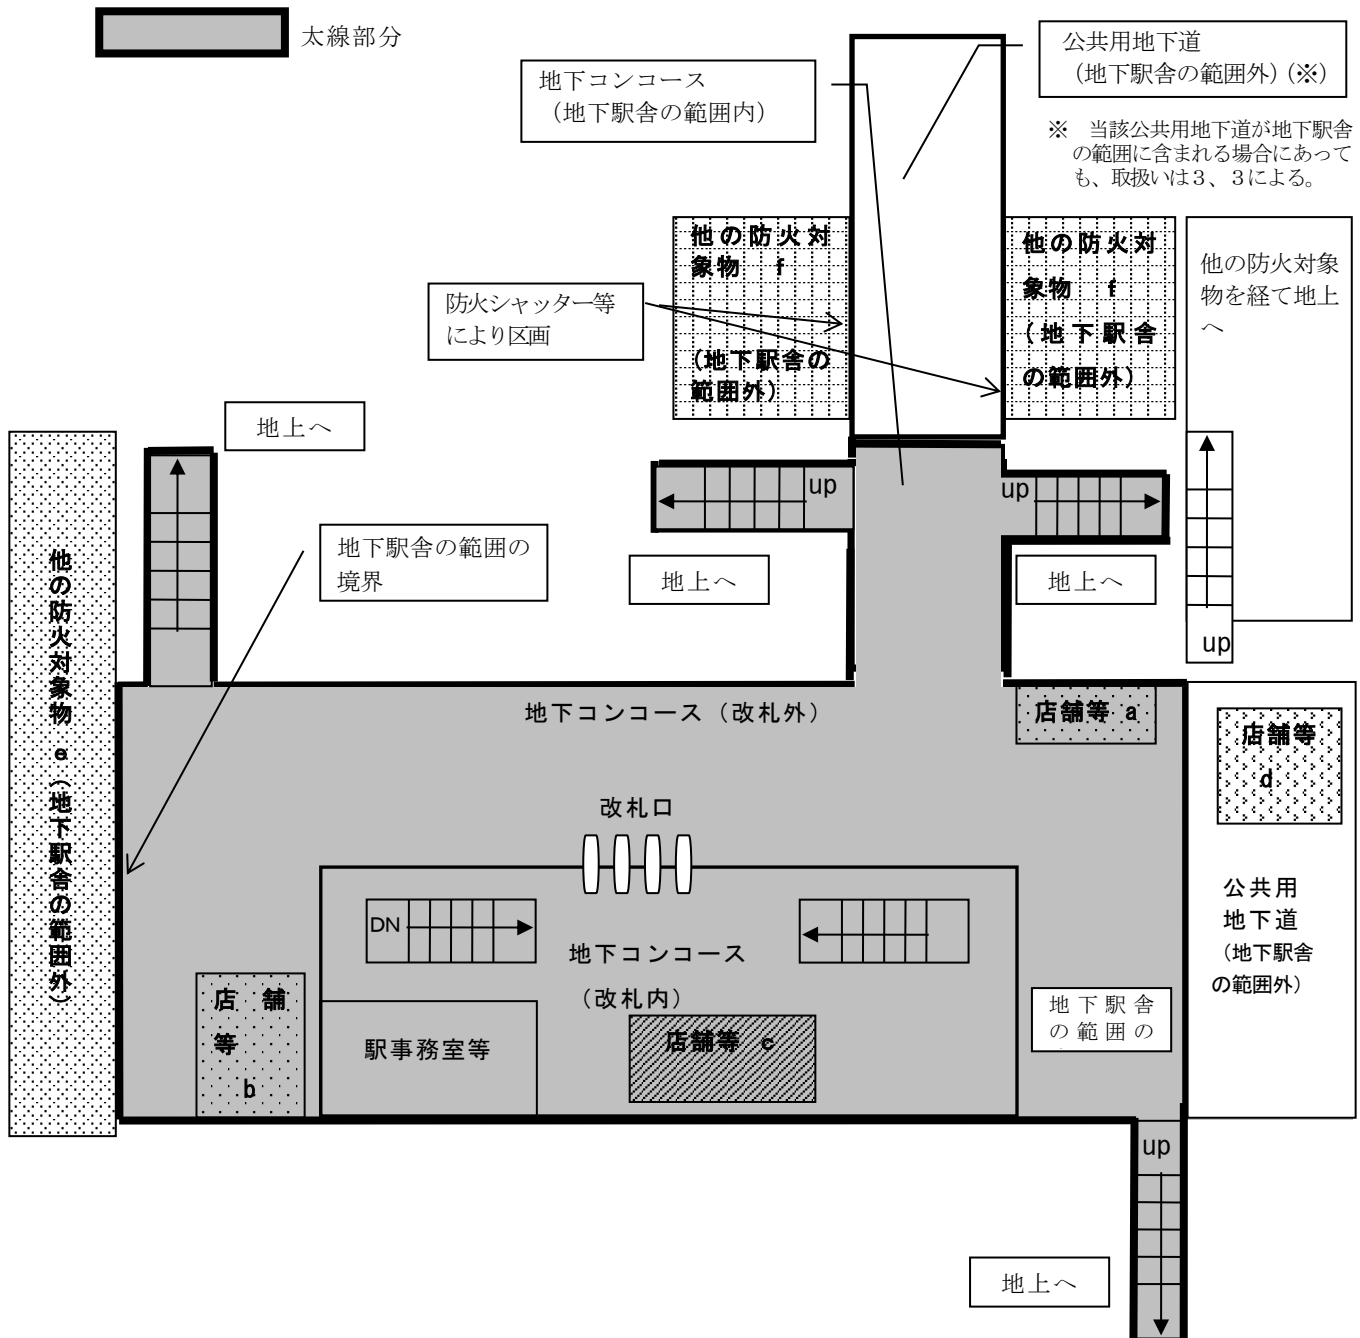 太線部分
公共用地下道
（地下駅舎の範囲外）（※）
地下コンコース
（地下駅舎の範囲内）
※　当該公共用地下道が地下駅舎
の範囲に含まれる場合にあって
も、取扱いは３、３による。
他の防火対
象物　f
（地下駅舎の
範囲外）
他の防火対
象物　f
（地下駅舎
の範囲外）
他の防火対象
物を経て地上
へ
防火シャッター等
により区画
地上へ
up
up
地下駅舎の範囲の
境界
地上へ
地上へ
up
他の防火対象物　e（地下駅舎の範囲外）
地下コンコース（改札外）
店舗等 a
店舗等
d
改札口
DN
地下コンコース
（改札内）
公共用
地下道
（地下駅舎
の範囲外）
店　舗
等
b
駅事務室等
店舗等　c
地下駅舎
の範囲の
up
地上へ